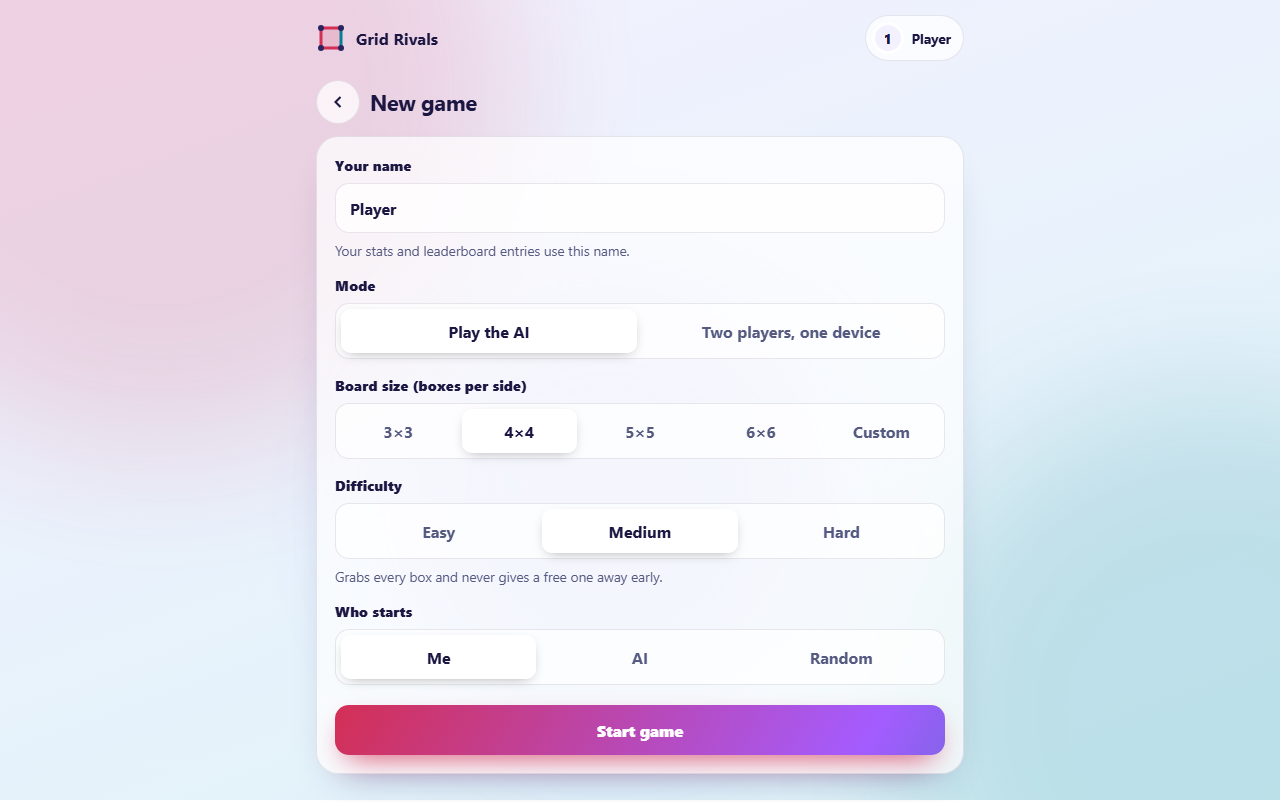 Grid Rivals
1 Player
New game
Your name
Player
Your stats and leaderboard entries use this name.
Mode
Play the AI Two players, one device
Board size (boxes per side)
3×3 4×4 5×5 6×6 Custom
Difficulty
Easy Medium Hard
Grabs every box and never gives a free one away early.
Who starts
Me AI Random
Start game